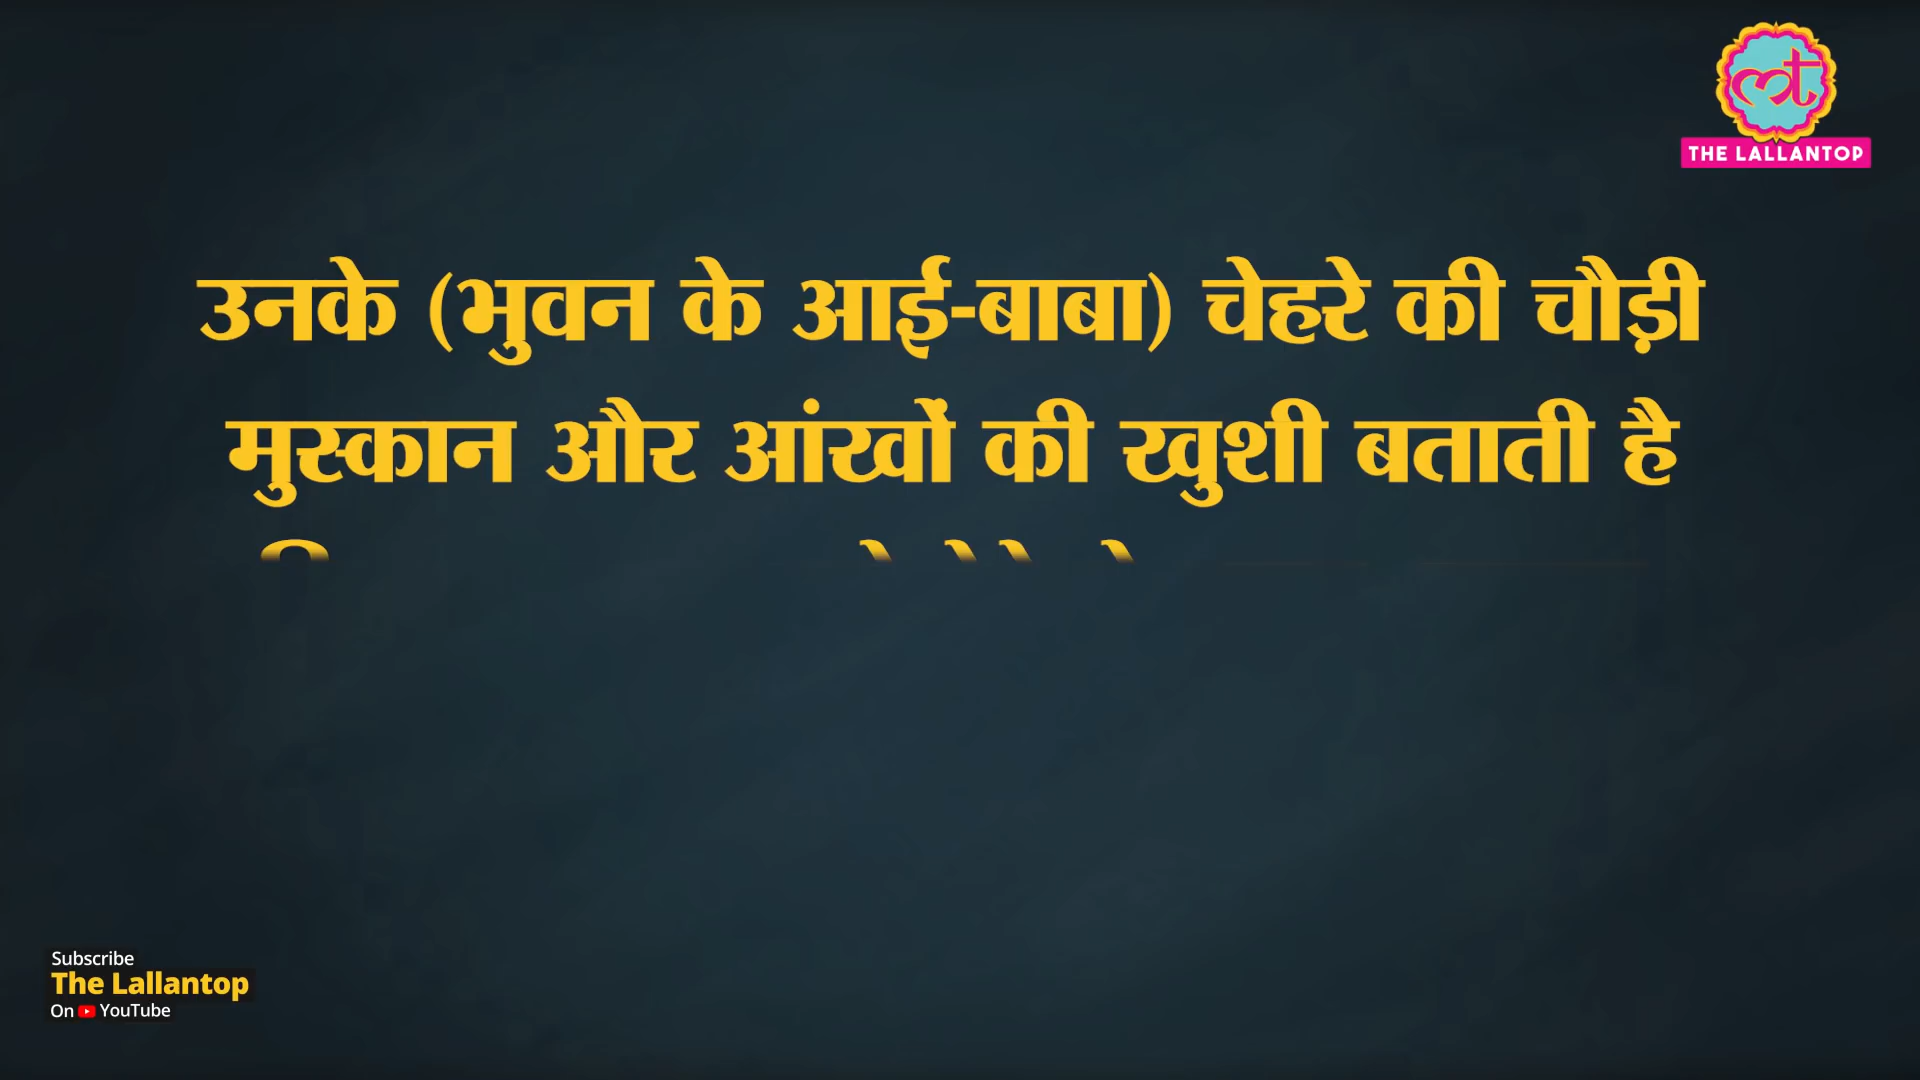 THE LALLANTOP
उनके (भुवन के आई-बाबा) चेहरे की चौड़ी
मुस्कान और आंखों की खुशी बताती है
Subscribe
The Lallantop
On YouTube